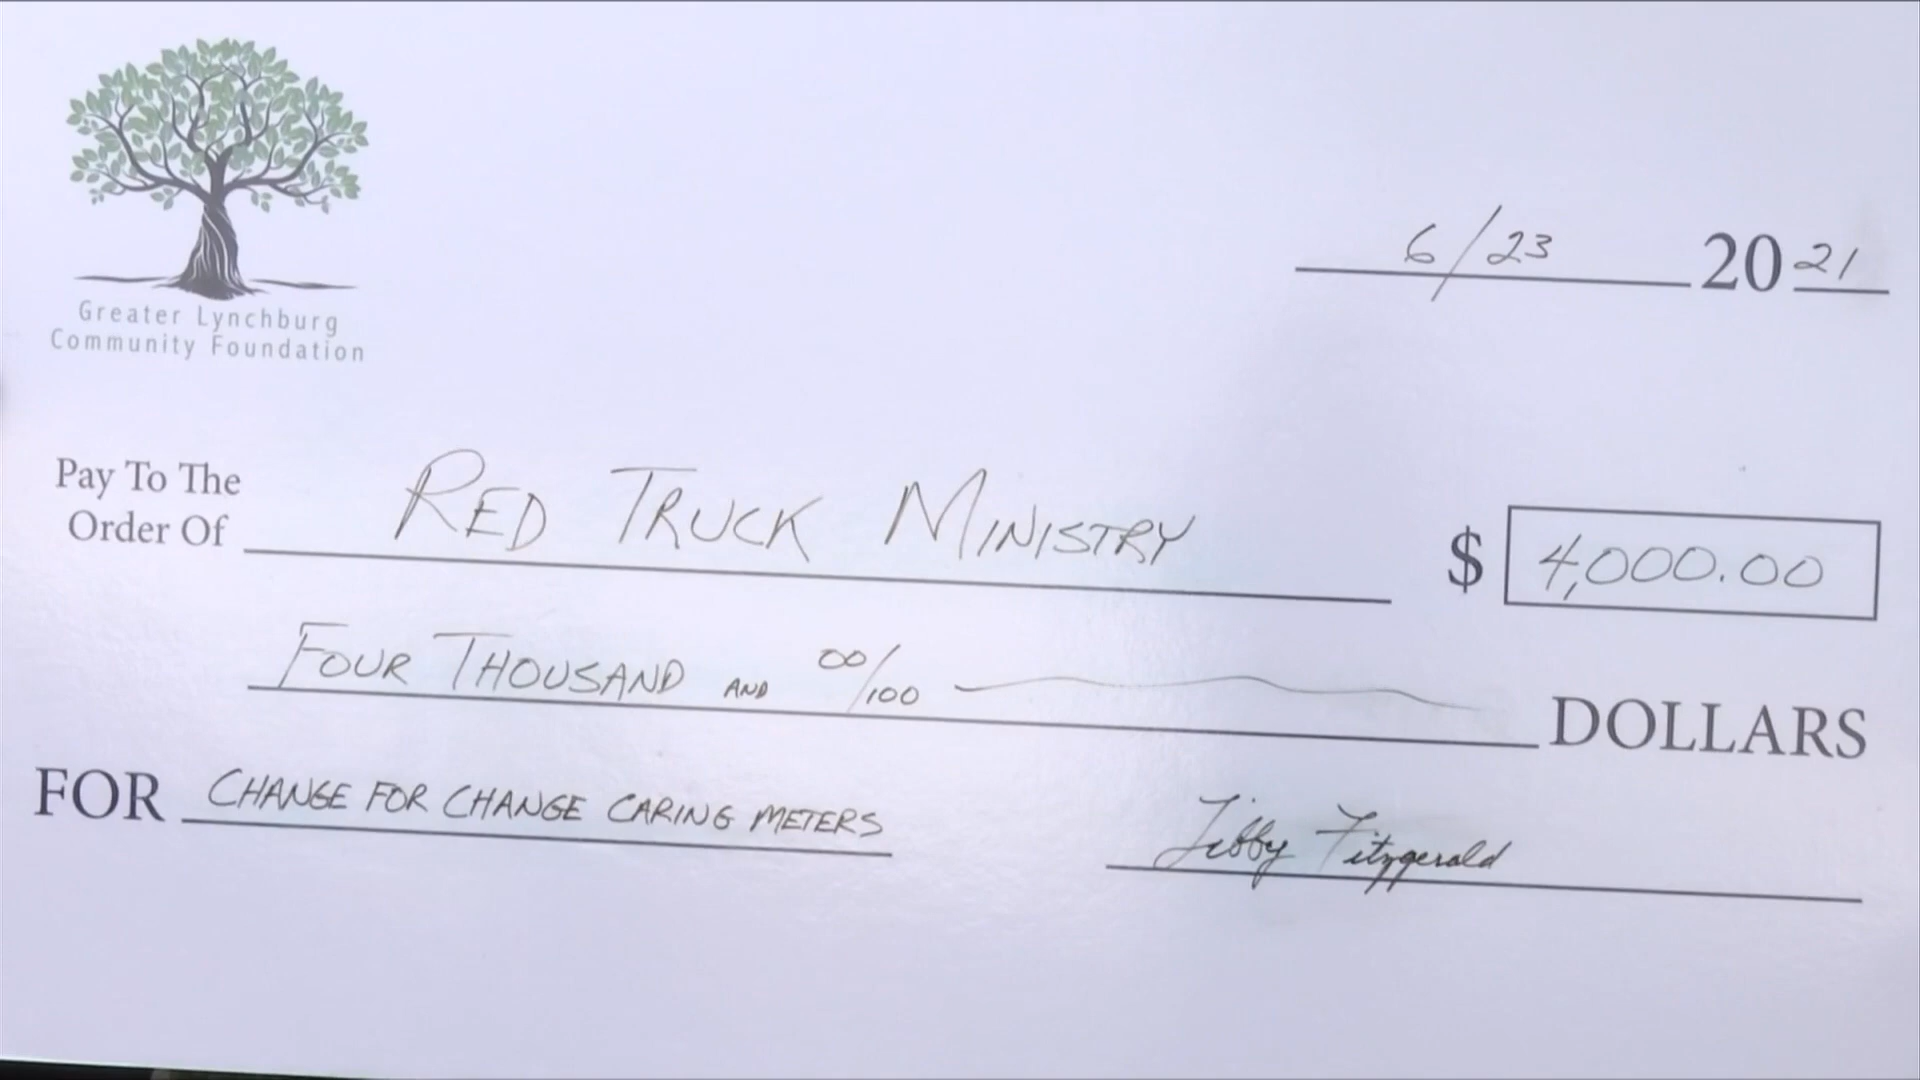 Greater Lynchburg
Community Foundation
6/23 2021
Pay To The
Order Of RED TRUCK MINISTRY $ 4,000.00
FOUR THOUSAND AND 00/100 DOLLARS
FOR CHANGE FOR CHANGE CARING METERS Libby Fitzgerald